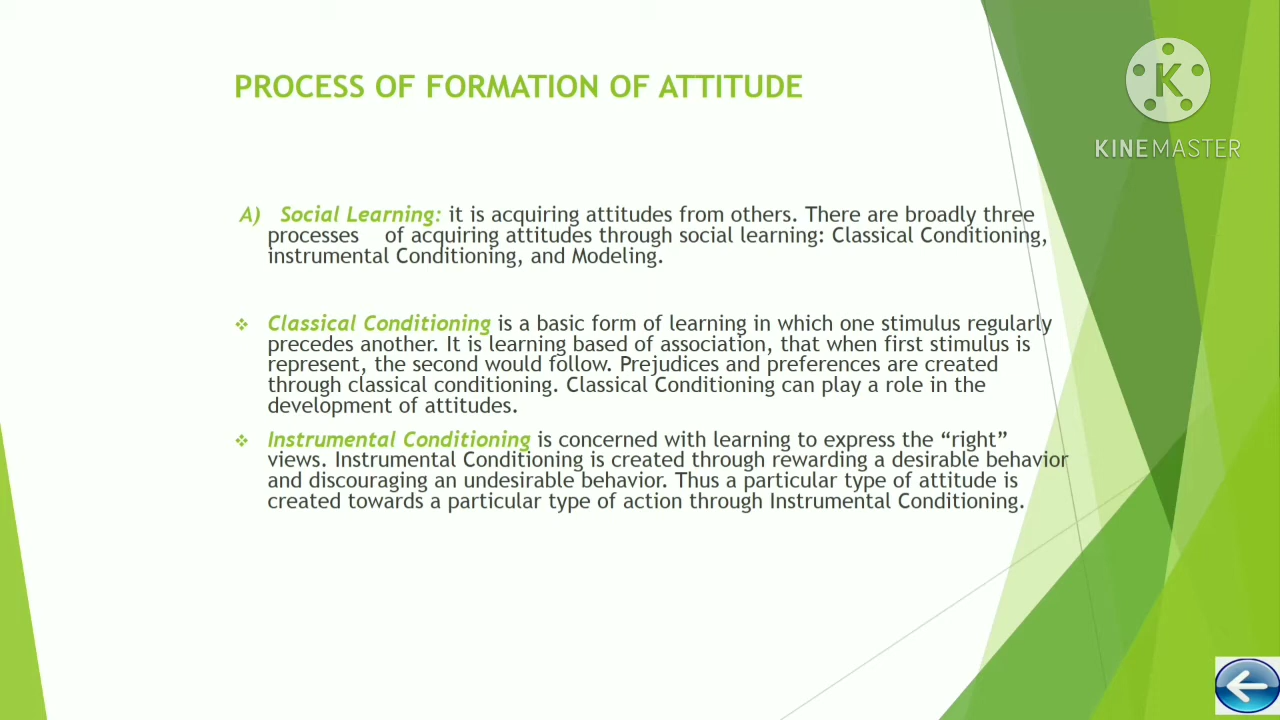 PROCESS OF FORMATION OF ATTITUDE
K
KINEMASTER
A) Social Learning: it is acquiring attitudes from others. There are broadly three
processes of acquiring attitudes through social learning: Classical Conditioning,
instrumental Conditioning, and Modeling.
Classical Conditioning is a basic form of learning in which one stimulus regularly
precedes another. It is learning based of association, that when first stimulus is
represent, the second would follow. Prejudices and preferences are created
through classical conditioning. Classical Conditioning can play a role in the
development of attitudes.
Instrumental Conditioning is concerned with learning to express the “right”
views. Instrumental Conditioning is created through rewarding a desirable behavior
and discouraging an undesirable behavior. Thus a particular type of attitude is
created towards a particular type of action through Instrumental Conditioning.